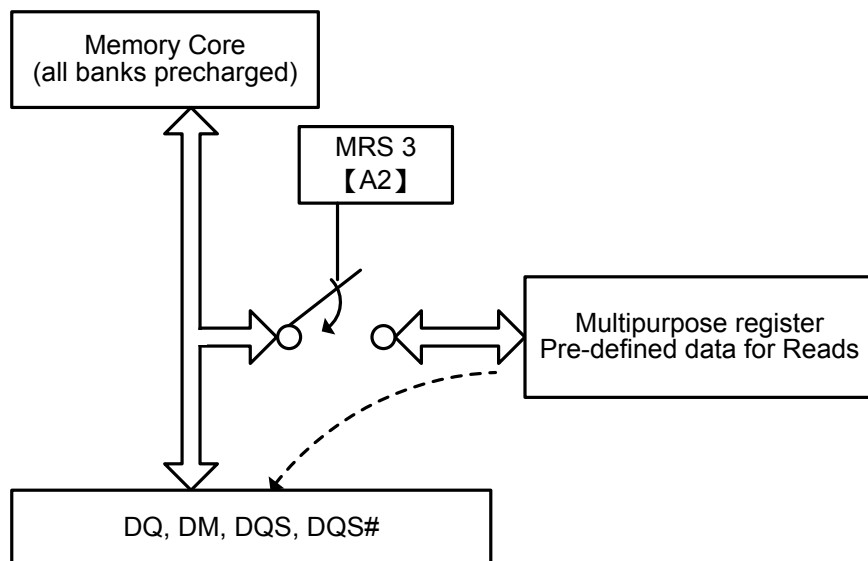 Memory Core
(all banks precharged)
MRS 3
【A2】
Multipurpose register
Pre-defined data for Reads
DQ, DM, DQS, DQS#